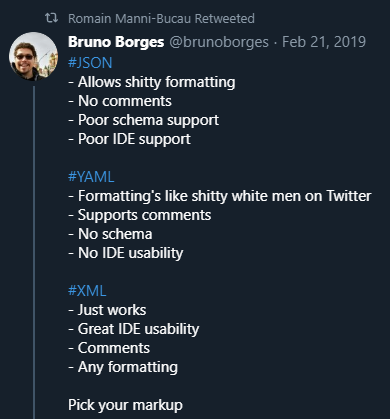 Romain Manni-Bucau Retweeted
Bruno Borges @brunoborges · Feb 21, 2019
#JSON
- Allows shitty formatting
- No comments
- Poor schema support
- Poor IDE support
#YAML
- Formatting's like shitty white men on Twitter
- Supports comments
- No schema
- No IDE usability
#XML
- Just works
- Great IDE usability
- Comments
- Any formatting
Pick your markup